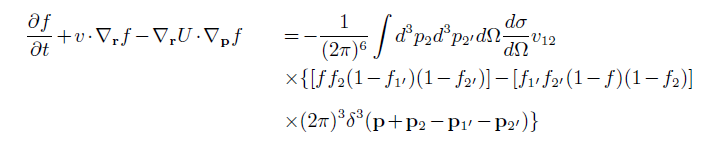 ∂f/∂t + v·∇_r f − ∇_r U·∇_p f = −1/(2π)^6 ∫ d^3p_2 d^3p_{2′} dΩ dσ/dΩ v_{12}
×{[f f_2(1−f_{1′})(1−f_{2′})]−[f_{1′}f_{2′}(1−f)(1−f_2)]
×(2π)^3 δ^3(p+p_2−p_{1′}−p_{2′})}